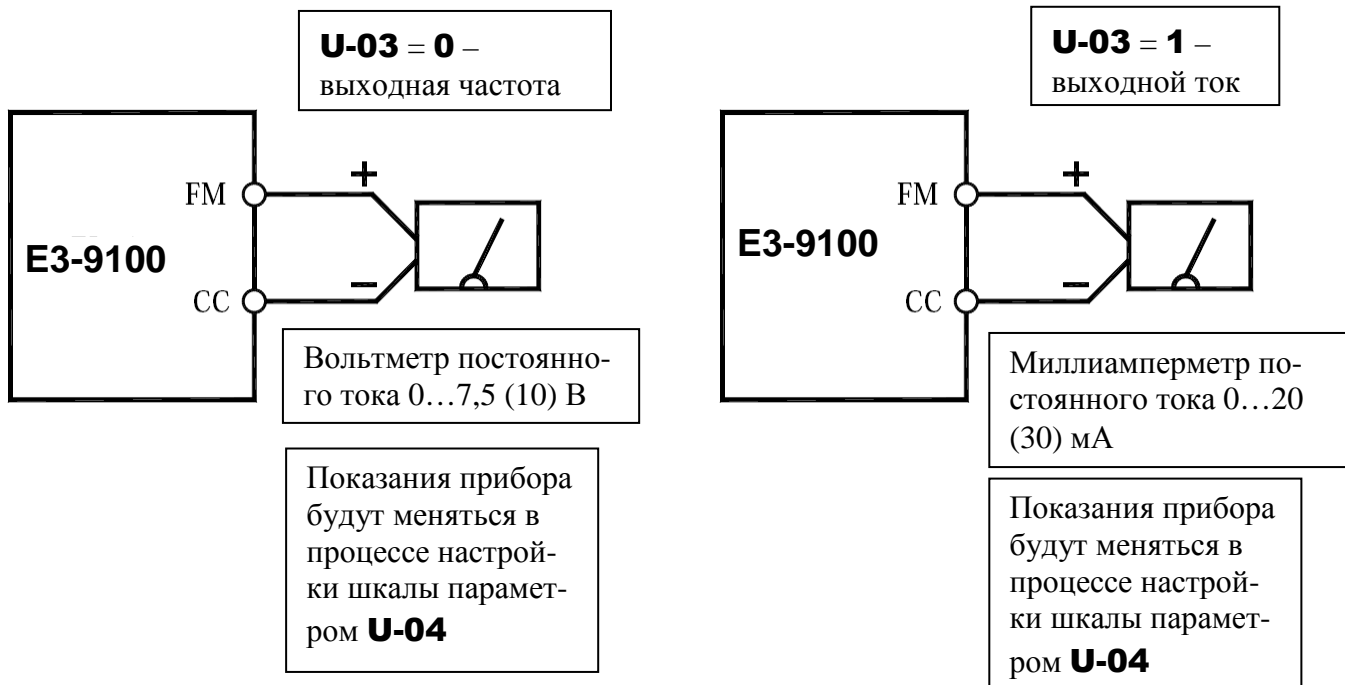 U-03 = 0 –
выходная частота
FM
+
E3-9100
CC
–
Вольтметр постоянно-
го тока 0…7,5 (10) В
Показания прибора
будут меняться в
процессе настрой-
ки шкалы парамет-
ром U-04
U-03 = 1 –
выходной ток
FM
+
E3-9100
CC
–
Миллиамперметр по-
стоянного тока 0…20
(30) мА
Показания прибора
будут меняться в
процессе настрой-
ки шкалы парамет-
ром U-04